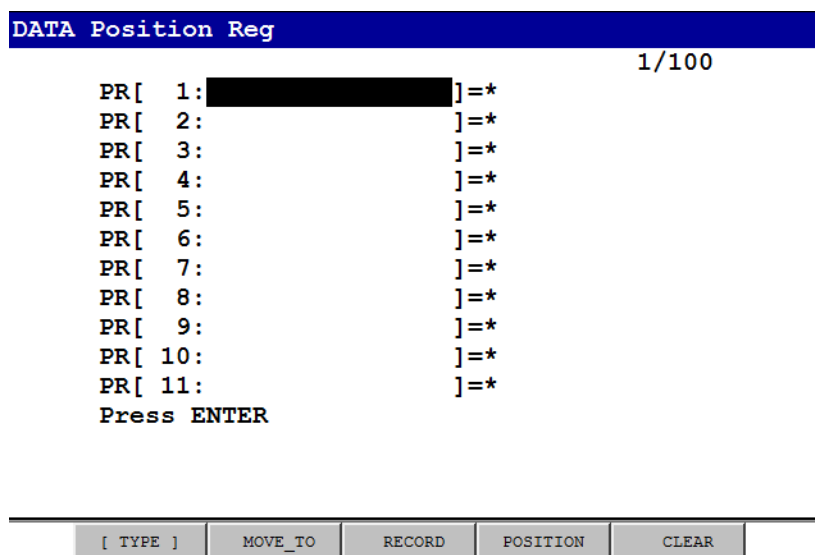 DATA Position Reg
1/100
PR[ 1: ]=*
PR[ 2: ]=*
PR[ 3: ]=*
PR[ 4: ]=*
PR[ 5: ]=*
PR[ 6: ]=*
PR[ 7: ]=*
PR[ 8: ]=*
PR[ 9: ]=*
PR[ 10: ]=*
PR[ 11: ]=*
Press ENTER
[ TYPE ] MOVE_TO RECORD POSITION CLEAR